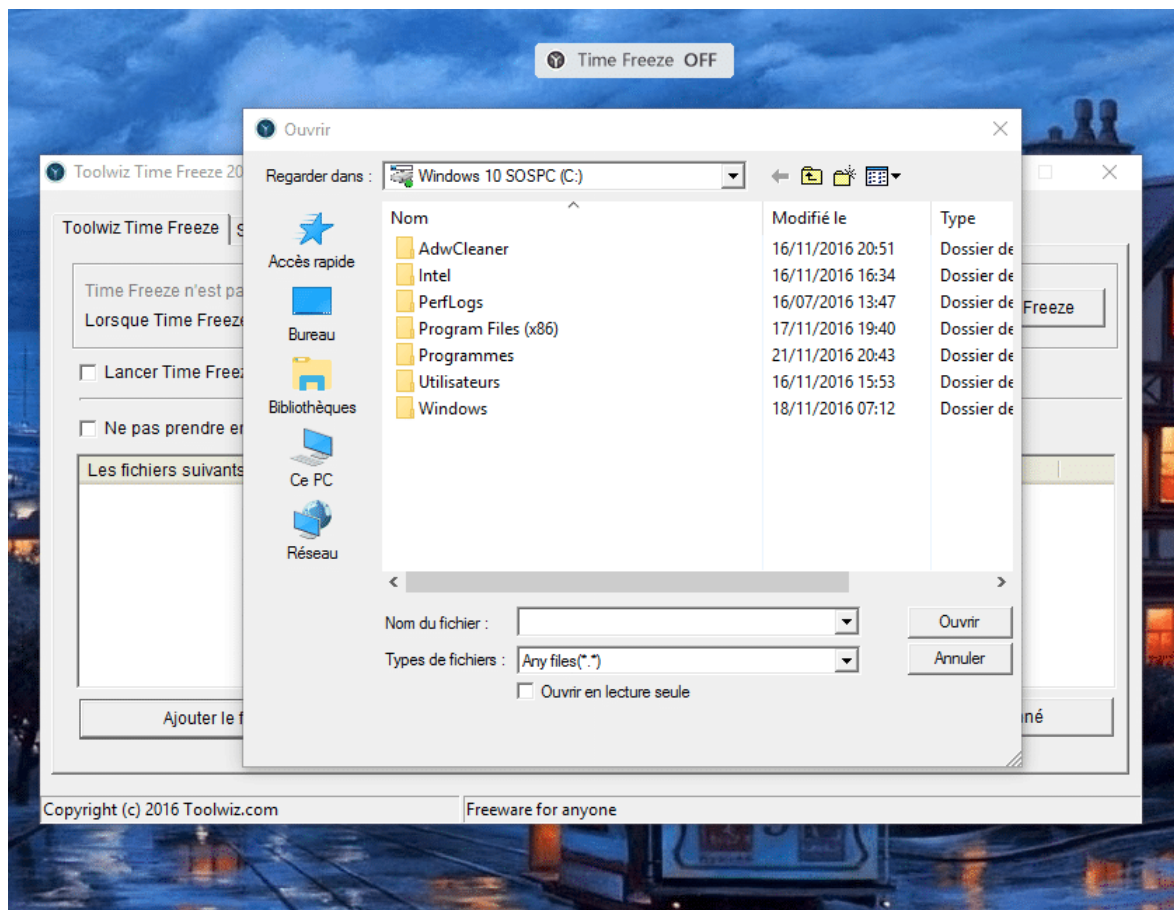 Time Freeze OFF
Ouvrir
Toolwiz Time Freeze 20
Regarder dans :
Windows 10 SOSPC (C:)
Toolwiz Time Freeze
Nom
Modifié le
Type
Accès rapide
AdwCleaner 16/11/2016 20:51 Dossier de
Intel 16/11/2016 16:34 Dossier de
PerfLogs 16/07/2016 13:47 Dossier de
Program Files (x86) 17/11/2016 19:40 Dossier de
Programmes 21/11/2016 20:43 Dossier de
Utilisateurs 16/11/2016 15:53 Dossier de
Windows 18/11/2016 07:12 Dossier de
Time Freeze n'est pa
Lorsque Time Freeze
Freeze
Bureau
Lancer Time Free
Bibliothèques
Ne pas prendre en
Les fichiers suivants
Ce PC
Réseau
Nom du fichier :
Ouvrir
Types de fichiers :
Any files(*.*)
Annuler
Ouvrir en lecture seule
Ajouter le f
né
Copyright (c) 2016 Toolwiz.com
Freeware for anyone